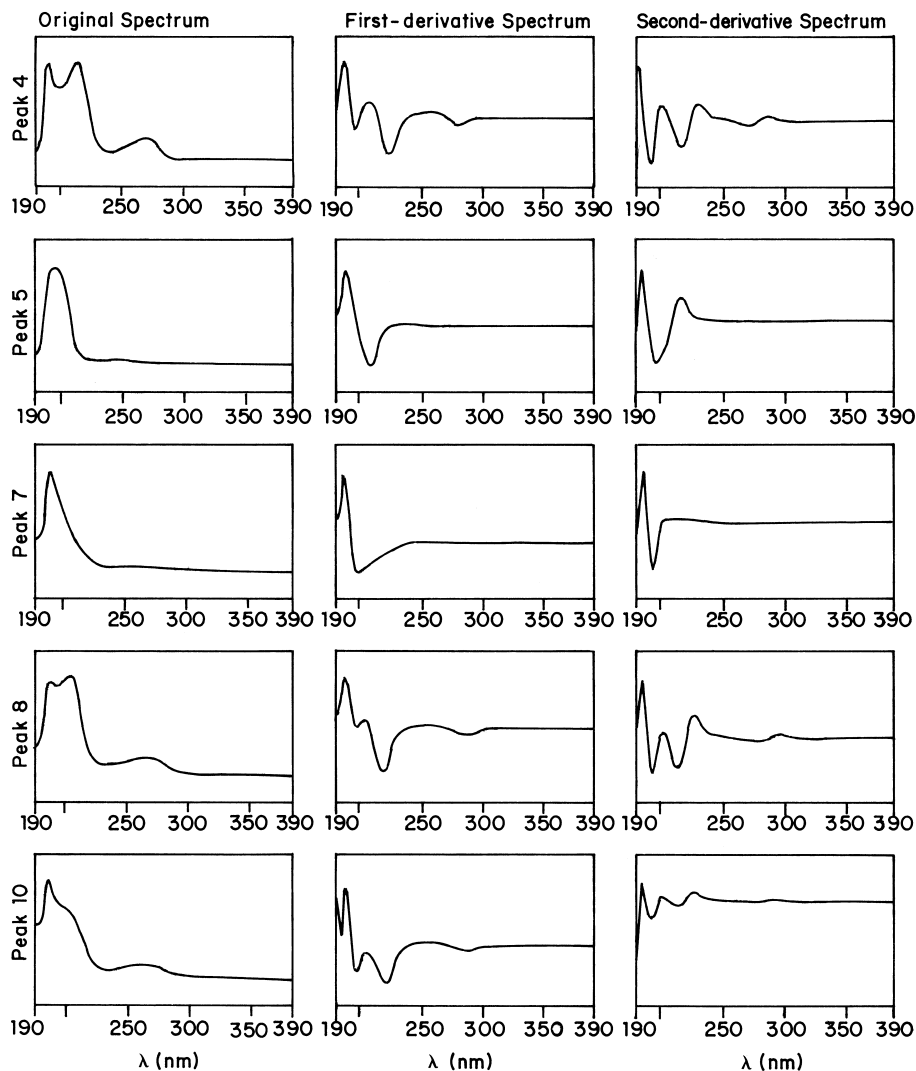 Original Spectrum First-derivative Spectrum Second-derivative Spectrum
Peak 4
190 250 300 350 390 190 250 300 350 390 190 250 300 350 390
Peak 5
190 250 300 350 390 190 250 300 350 390 190 250 300 350 390
Peak 7
190 250 300 350 390 190 250 300 350 390 190 250 300 350 390
Peak 8
190 250 300 350 390 190 250 300 350 390 190 250 300 350 390
Peak 10
190 250 300 350 390 190 250 300 350 390 190 250 300 350 390
λ (nm) λ (nm) λ (nm)